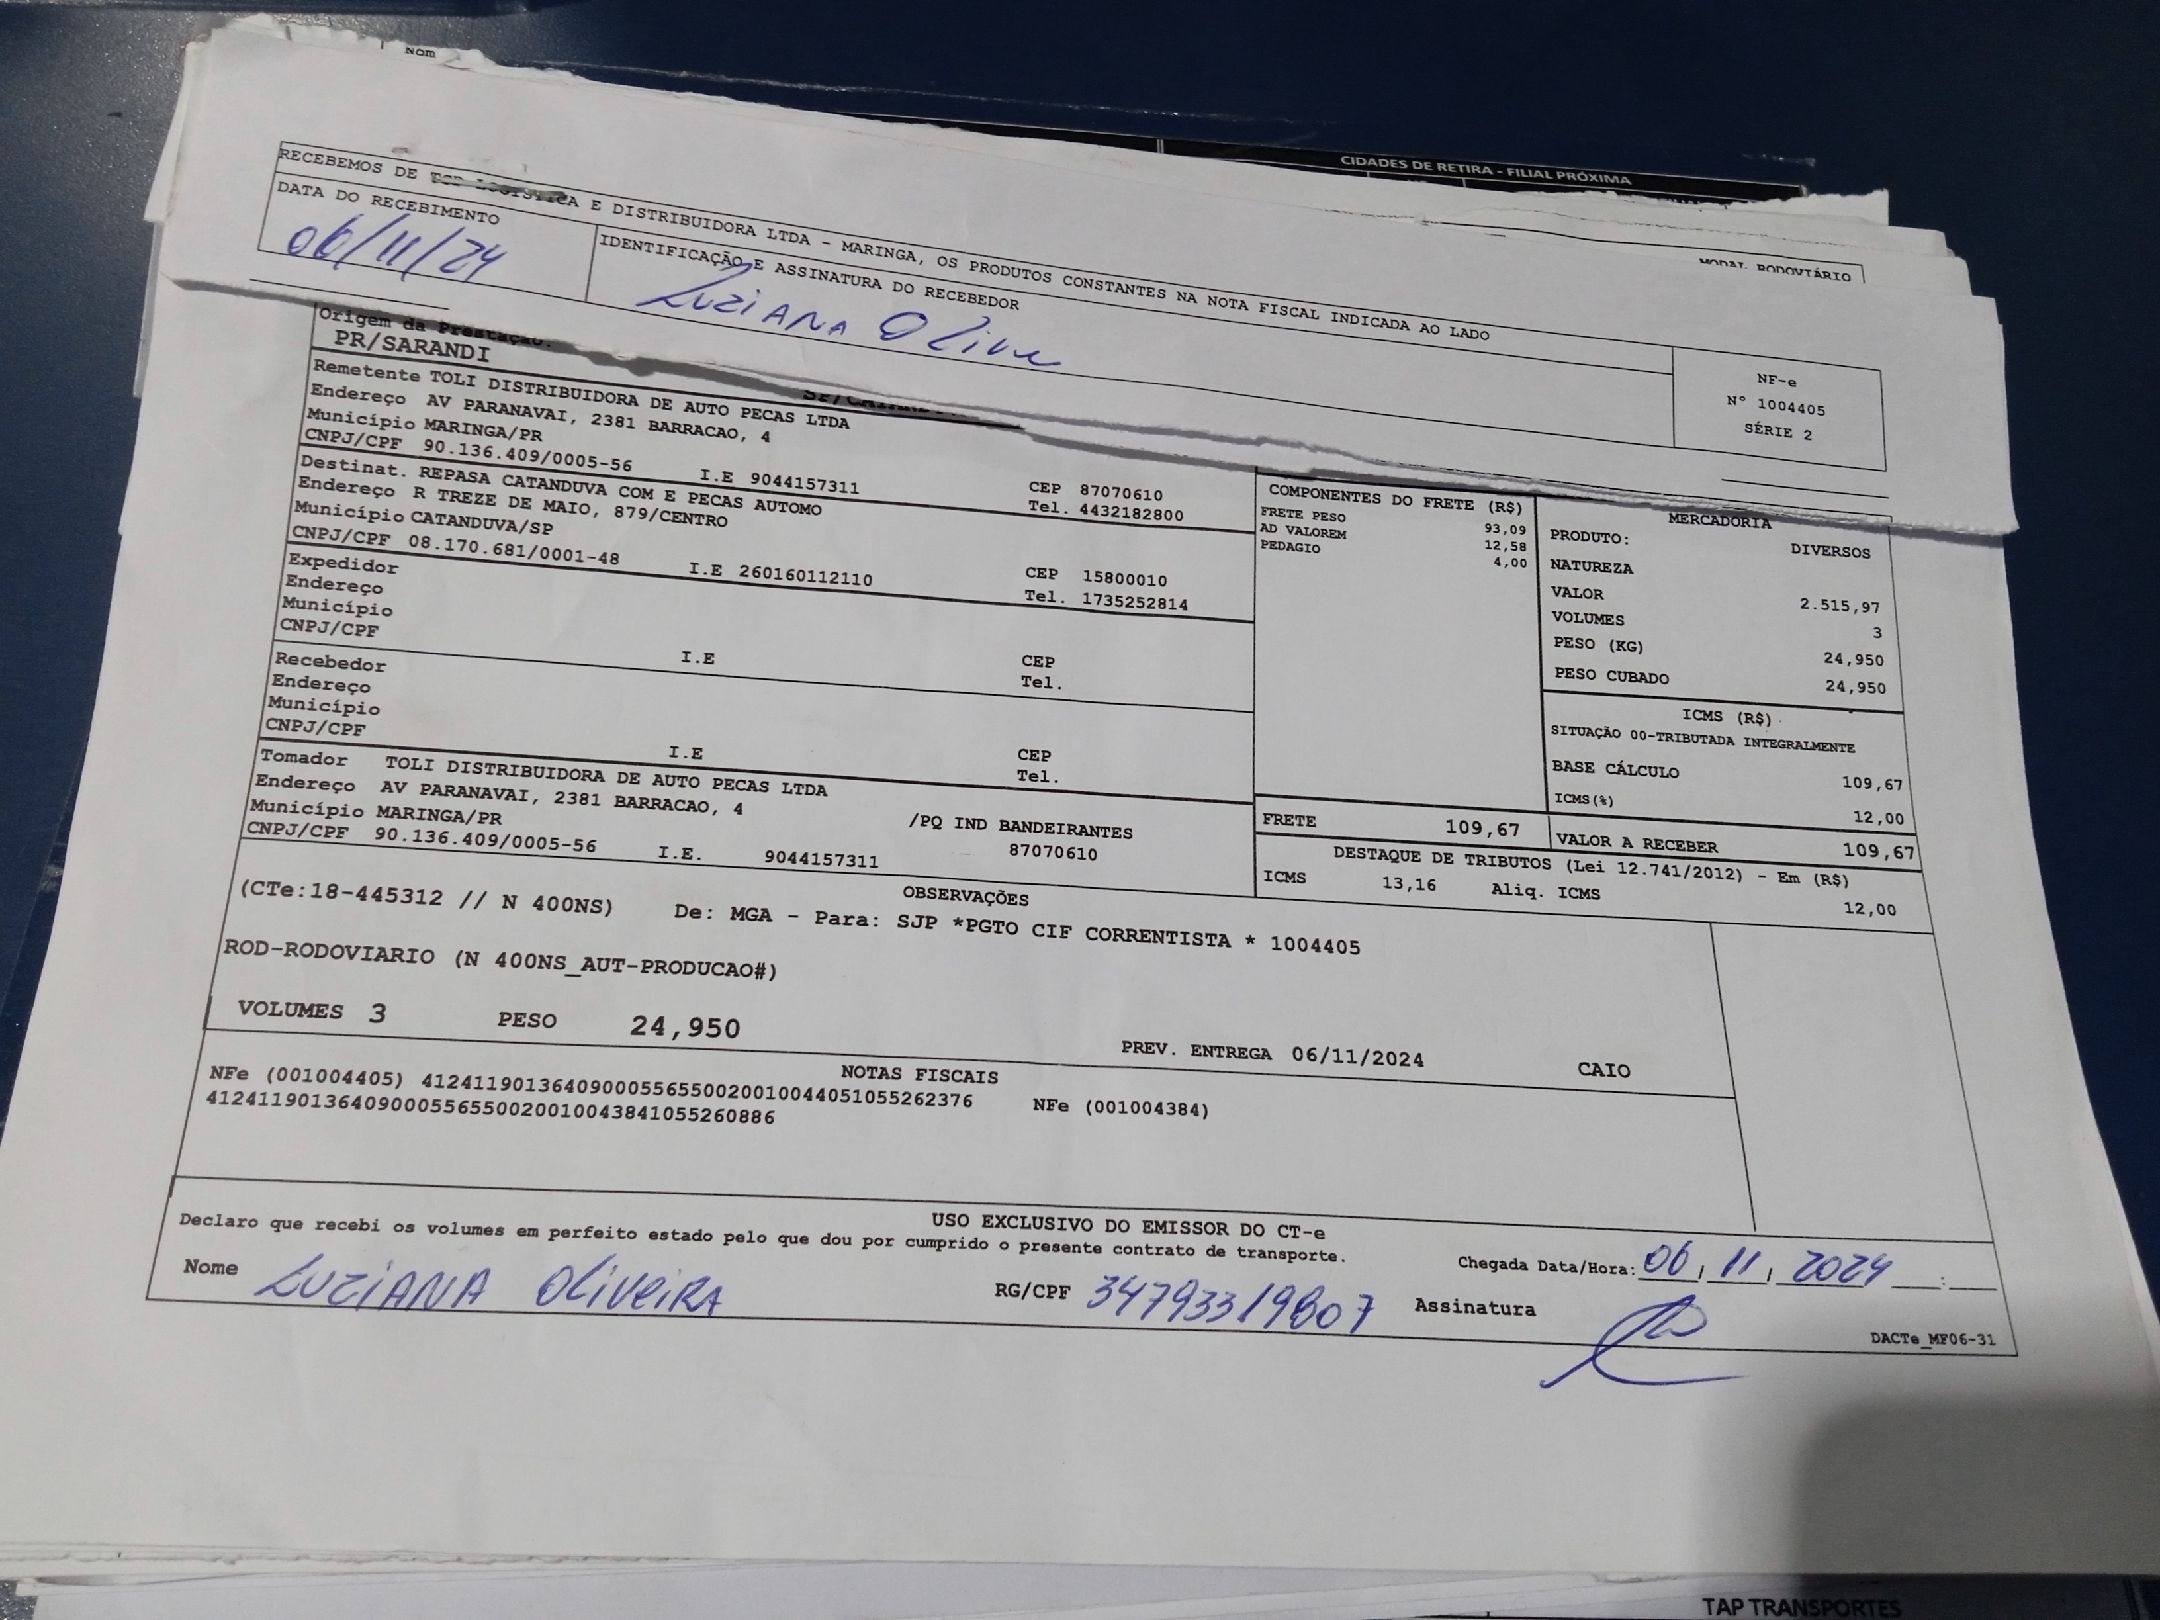 Nom
CIDADES DE RETIRA - FILIAL PRÓXIMA
MODAL RODOVIÁRIO
RECEBEMOS DE LOGISTICA E DISTRIBUIDORA LTDA - MARINGA, OS PRODUTOS CONSTANTES NA NOTA FISCAL INDICADA AO LADO
DATA DO RECEBIMENTO
06/11/24
IDENTIFICAÇÃO E ASSINATURA DO RECEBEDOR
LUZIANA
NF-e
Nº 1004405
SÉRIE 2
Origem da Prestação:
PR/SARANDI
Remetente TOLI DISTRIBUIDORA DE AUTO PECAS LTDA
Endereço AV PARANAVAI, 2381 BARRACAO, 4
Município MARINGA/PR
CNPJ/CPF 90.136.409/0005-56 I.E 9044157311
CEP 87070610
Tel. 4432182800
Destinat. REPASA CATANDUVA COM E PECAS AUTOMO
Endereço R TREZE DE MAIO, 879/CENTRO
Município CATANDUVA/SP
CNPJ/CPF 08.170.681/0001-48 I.E 260160112110
CEP 15800010
Tel. 1735252814
Expedidor
Endereço
Município
CNPJ/CPF
I.E
CEP
Tel.
Recebedor
Endereço
Município
CNPJ/CPF
I.E
CEP
Tel.
Tomador TOLI DISTRIBUIDORA DE AUTO PECAS LTDA
Endereço AV PARANAVAI, 2381 BARRACAO, 4
Município MARINGA/PR /PQ IND BANDEIRANTES
CNPJ/CPF 90.136.409/0005-56 I.E. 9044157311 87070610
COMPONENTES DO FRETE (R$)
FRETE PESO 93,09
AD VALOREM 12,58
PEDAGIO 4,00
MERCADORIA
PRODUTO: DIVERSOS
NATUREZA
VALOR 2.515,97
VOLUMES 3
PESO (KG) 24,950
PESO CUBADO 24,950
ICMS (R$)
SITUAÇÃO 00-TRIBUTADA INTEGRALMENTE
BASE CÁLCULO 109,67
ICMS(%) 12,00
FRETE 109,67
VALOR A RECEBER 109,67
DESTAQUE DE TRIBUTOS (Lei 12.741/2012) - Em (R$)
ICMS 13,16 Aliq. ICMS 12,00
OBSERVAÇÕES
(CTe:18-445312 // N 400NS) De: MGA - Para: SJP *PGTO CIF CORRENTISTA * 1004405
ROD-RODOVIARIO (N 400NS_AUT-PRODUCAO#)
VOLUMES 3 PESO 24,950
PREV. ENTREGA 06/11/2024 CAIO
NOTAS FISCAIS
NFe (001004405) 41241190136409000556550020010044051055262376 NFe (001004384)
41241190136409000556550020010043841055260886
USO EXCLUSIVO DO EMISSOR DO CT-e
Declaro que recebi os volumes em perfeito estado pelo que dou por cumprido o presente contrato de transporte.
Chegada Data/Hora: 06, 11, 2024 __:__
Nome LUZIANA OLIVEIRA
RG/CPF 34793319807
Assinatura
DACTe_MF06-31
TAP TRANSPORTES